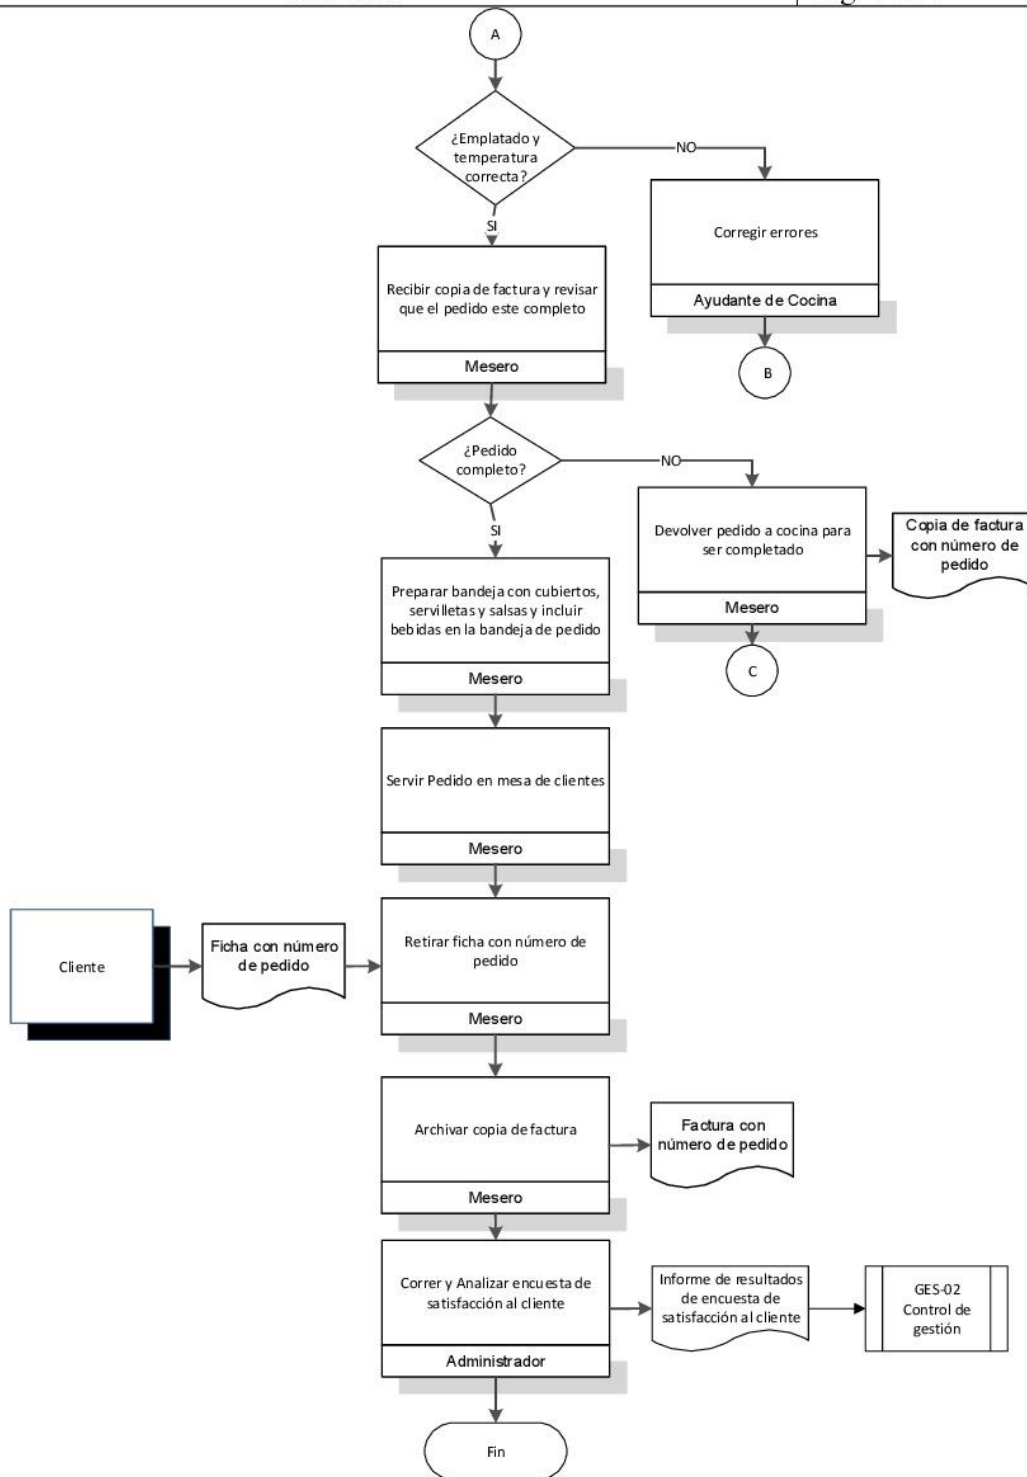 A
¿Emplatado y
temperatura
correcta?
NO
SI
Corregir errores
Ayudante de Cocina
B
Recibir copia de factura y revisar
que el pedido este completo
Mesero
¿Pedido
completo?
NO
SI
Devolver pedido a cocina para
ser completado
Mesero
C
Copia de factura
con número de
pedido
Preparar bandeja con cubiertos,
servilletas y salsas y incluir
bebidas en la bandeja de pedido
Mesero
Servir Pedido en mesa de clientes
Mesero
Cliente
Ficha con número
de pedido
Retirar ficha con número de
pedido
Mesero
Archivar copia de factura
Mesero
Factura con
número de pedido
Correr y Analizar encuesta de
satisfacción al cliente
Administrador
Informe de resultados
de encuesta de
satisfacción al cliente
GES-02
Control de
gestión
Fin